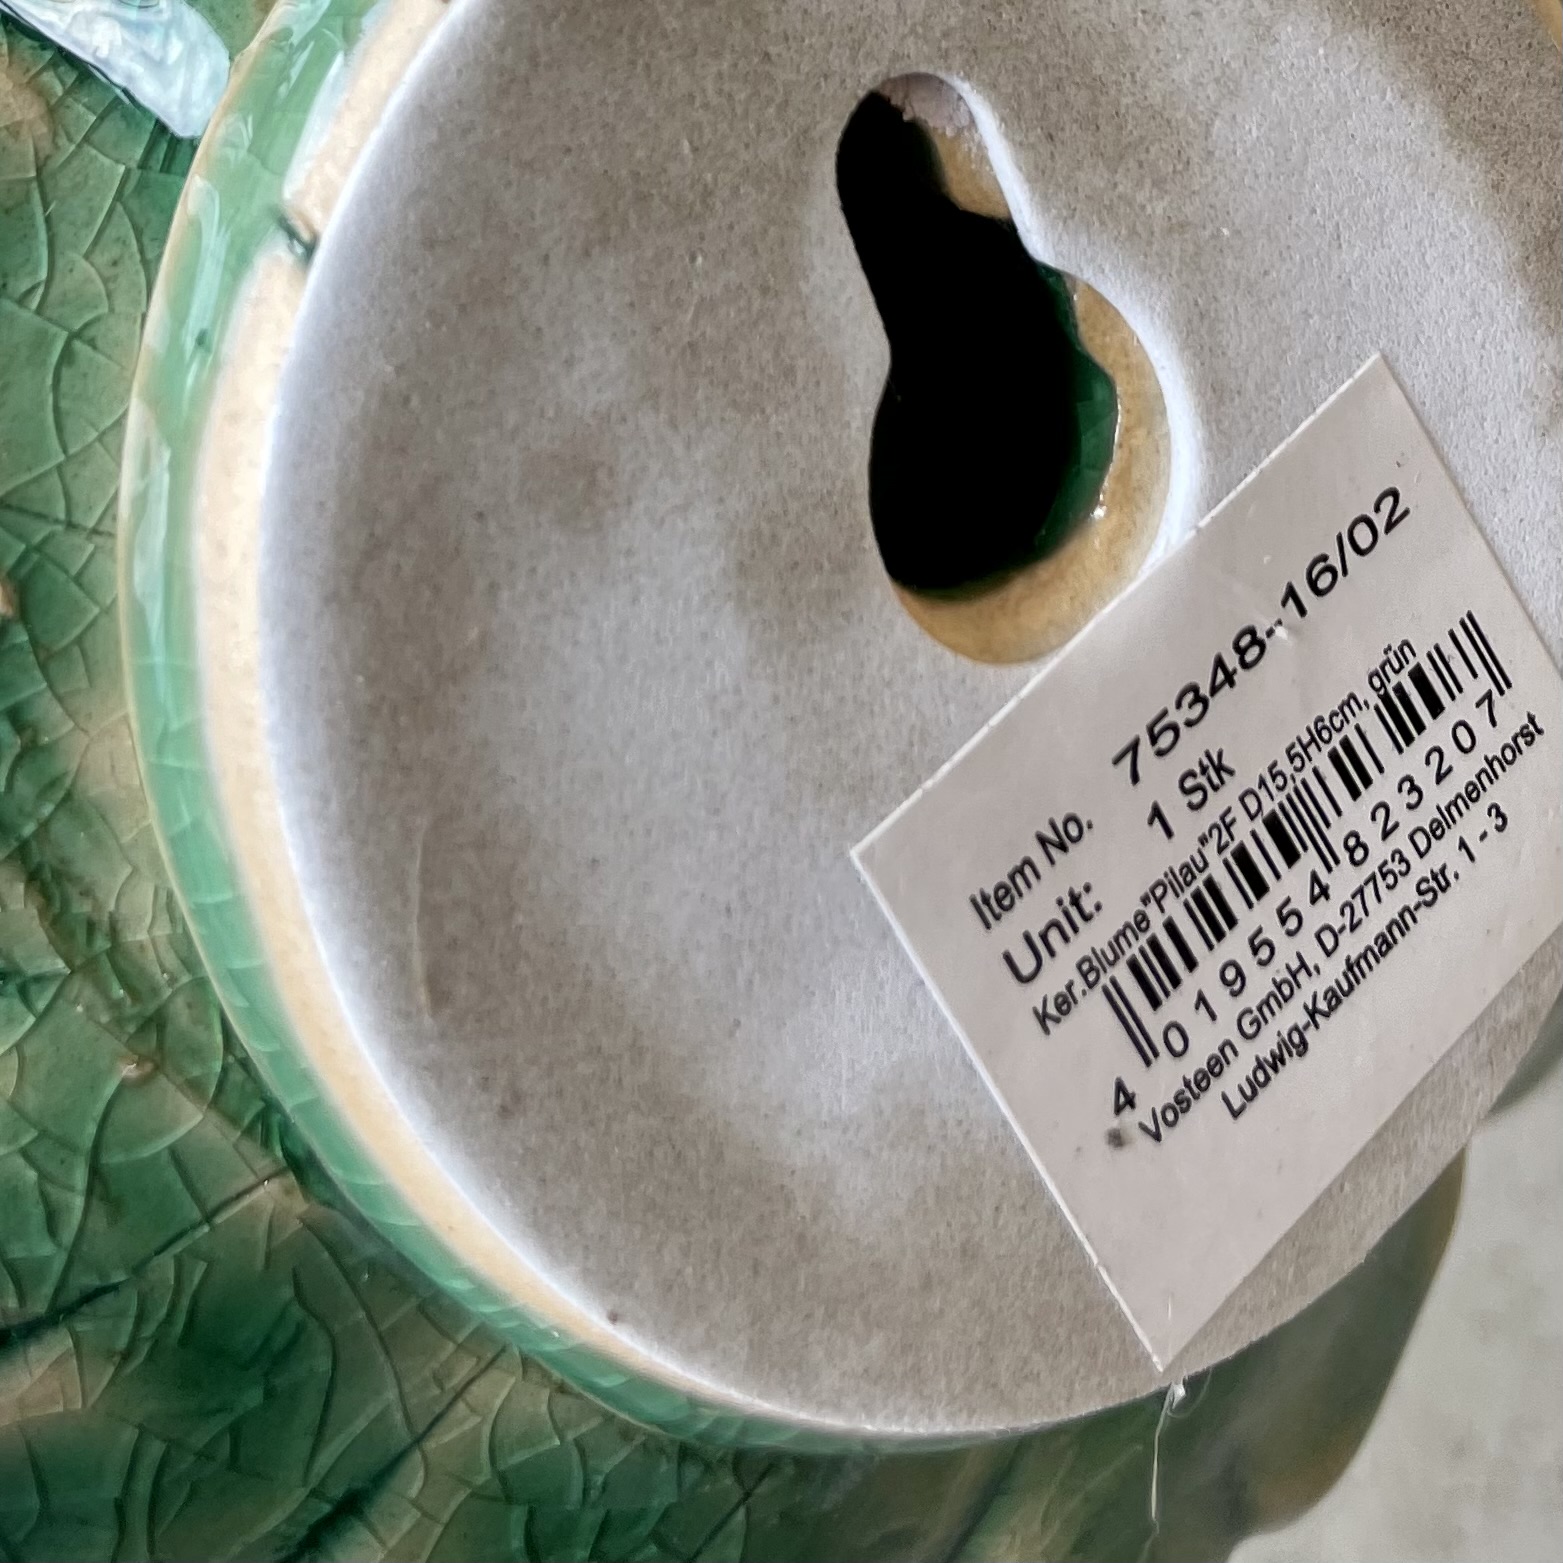 Item No. 75348-16/02
Unit: 1 Stk
Ker.Blume"Pilau"2F D15,5H6cm, grün
4 019554 823207
Vosteen GmbH, D-27753 Delmenhorst
Ludwig-Kaufmann-Str. 1 - 3